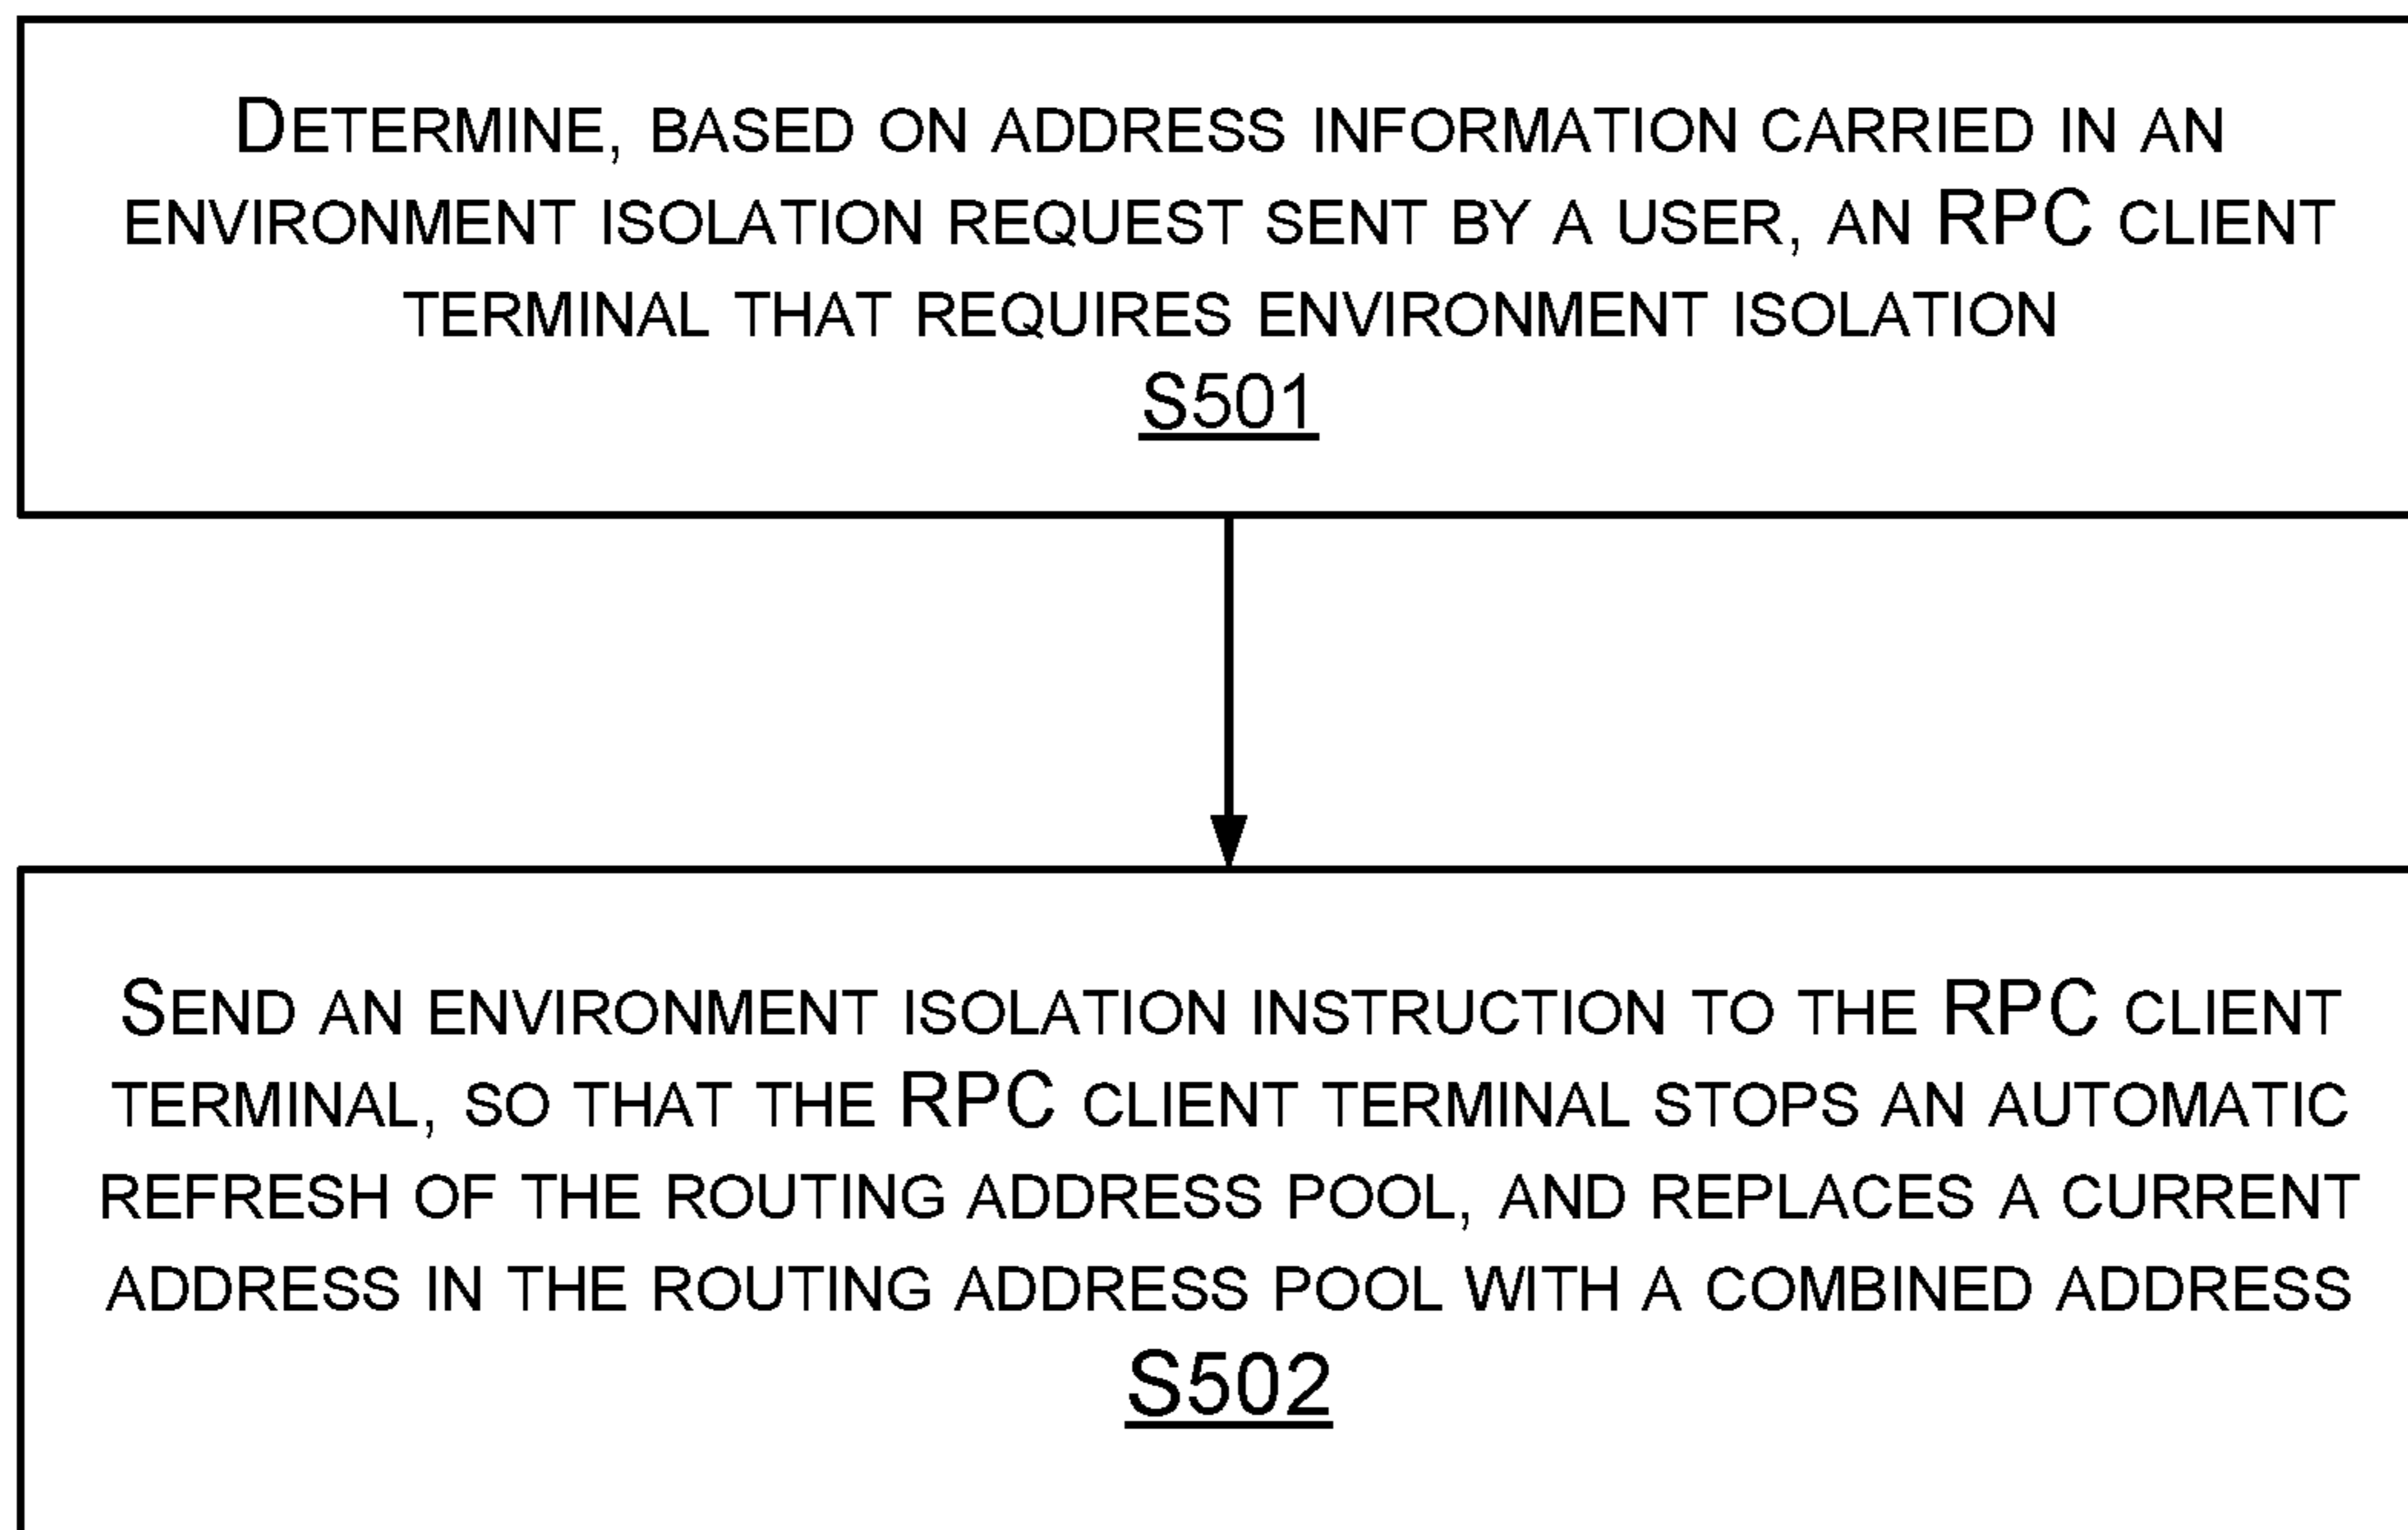 DETERMINE, BASED ON ADDRESS INFORMATION CARRIED IN AN
ENVIRONMENT ISOLATION REQUEST SENT BY A USER, AN RPC CLIENT
TERMINAL THAT REQUIRES ENVIRONMENT ISOLATION
S501
SEND AN ENVIRONMENT ISOLATION INSTRUCTION TO THE RPC CLIENT
TERMINAL, SO THAT THE RPC CLIENT TERMINAL STOPS AN AUTOMATIC
REFRESH OF THE ROUTING ADDRESS POOL, AND REPLACES A CURRENT
ADDRESS IN THE ROUTING ADDRESS POOL WITH A COMBINED ADDRESS
S502